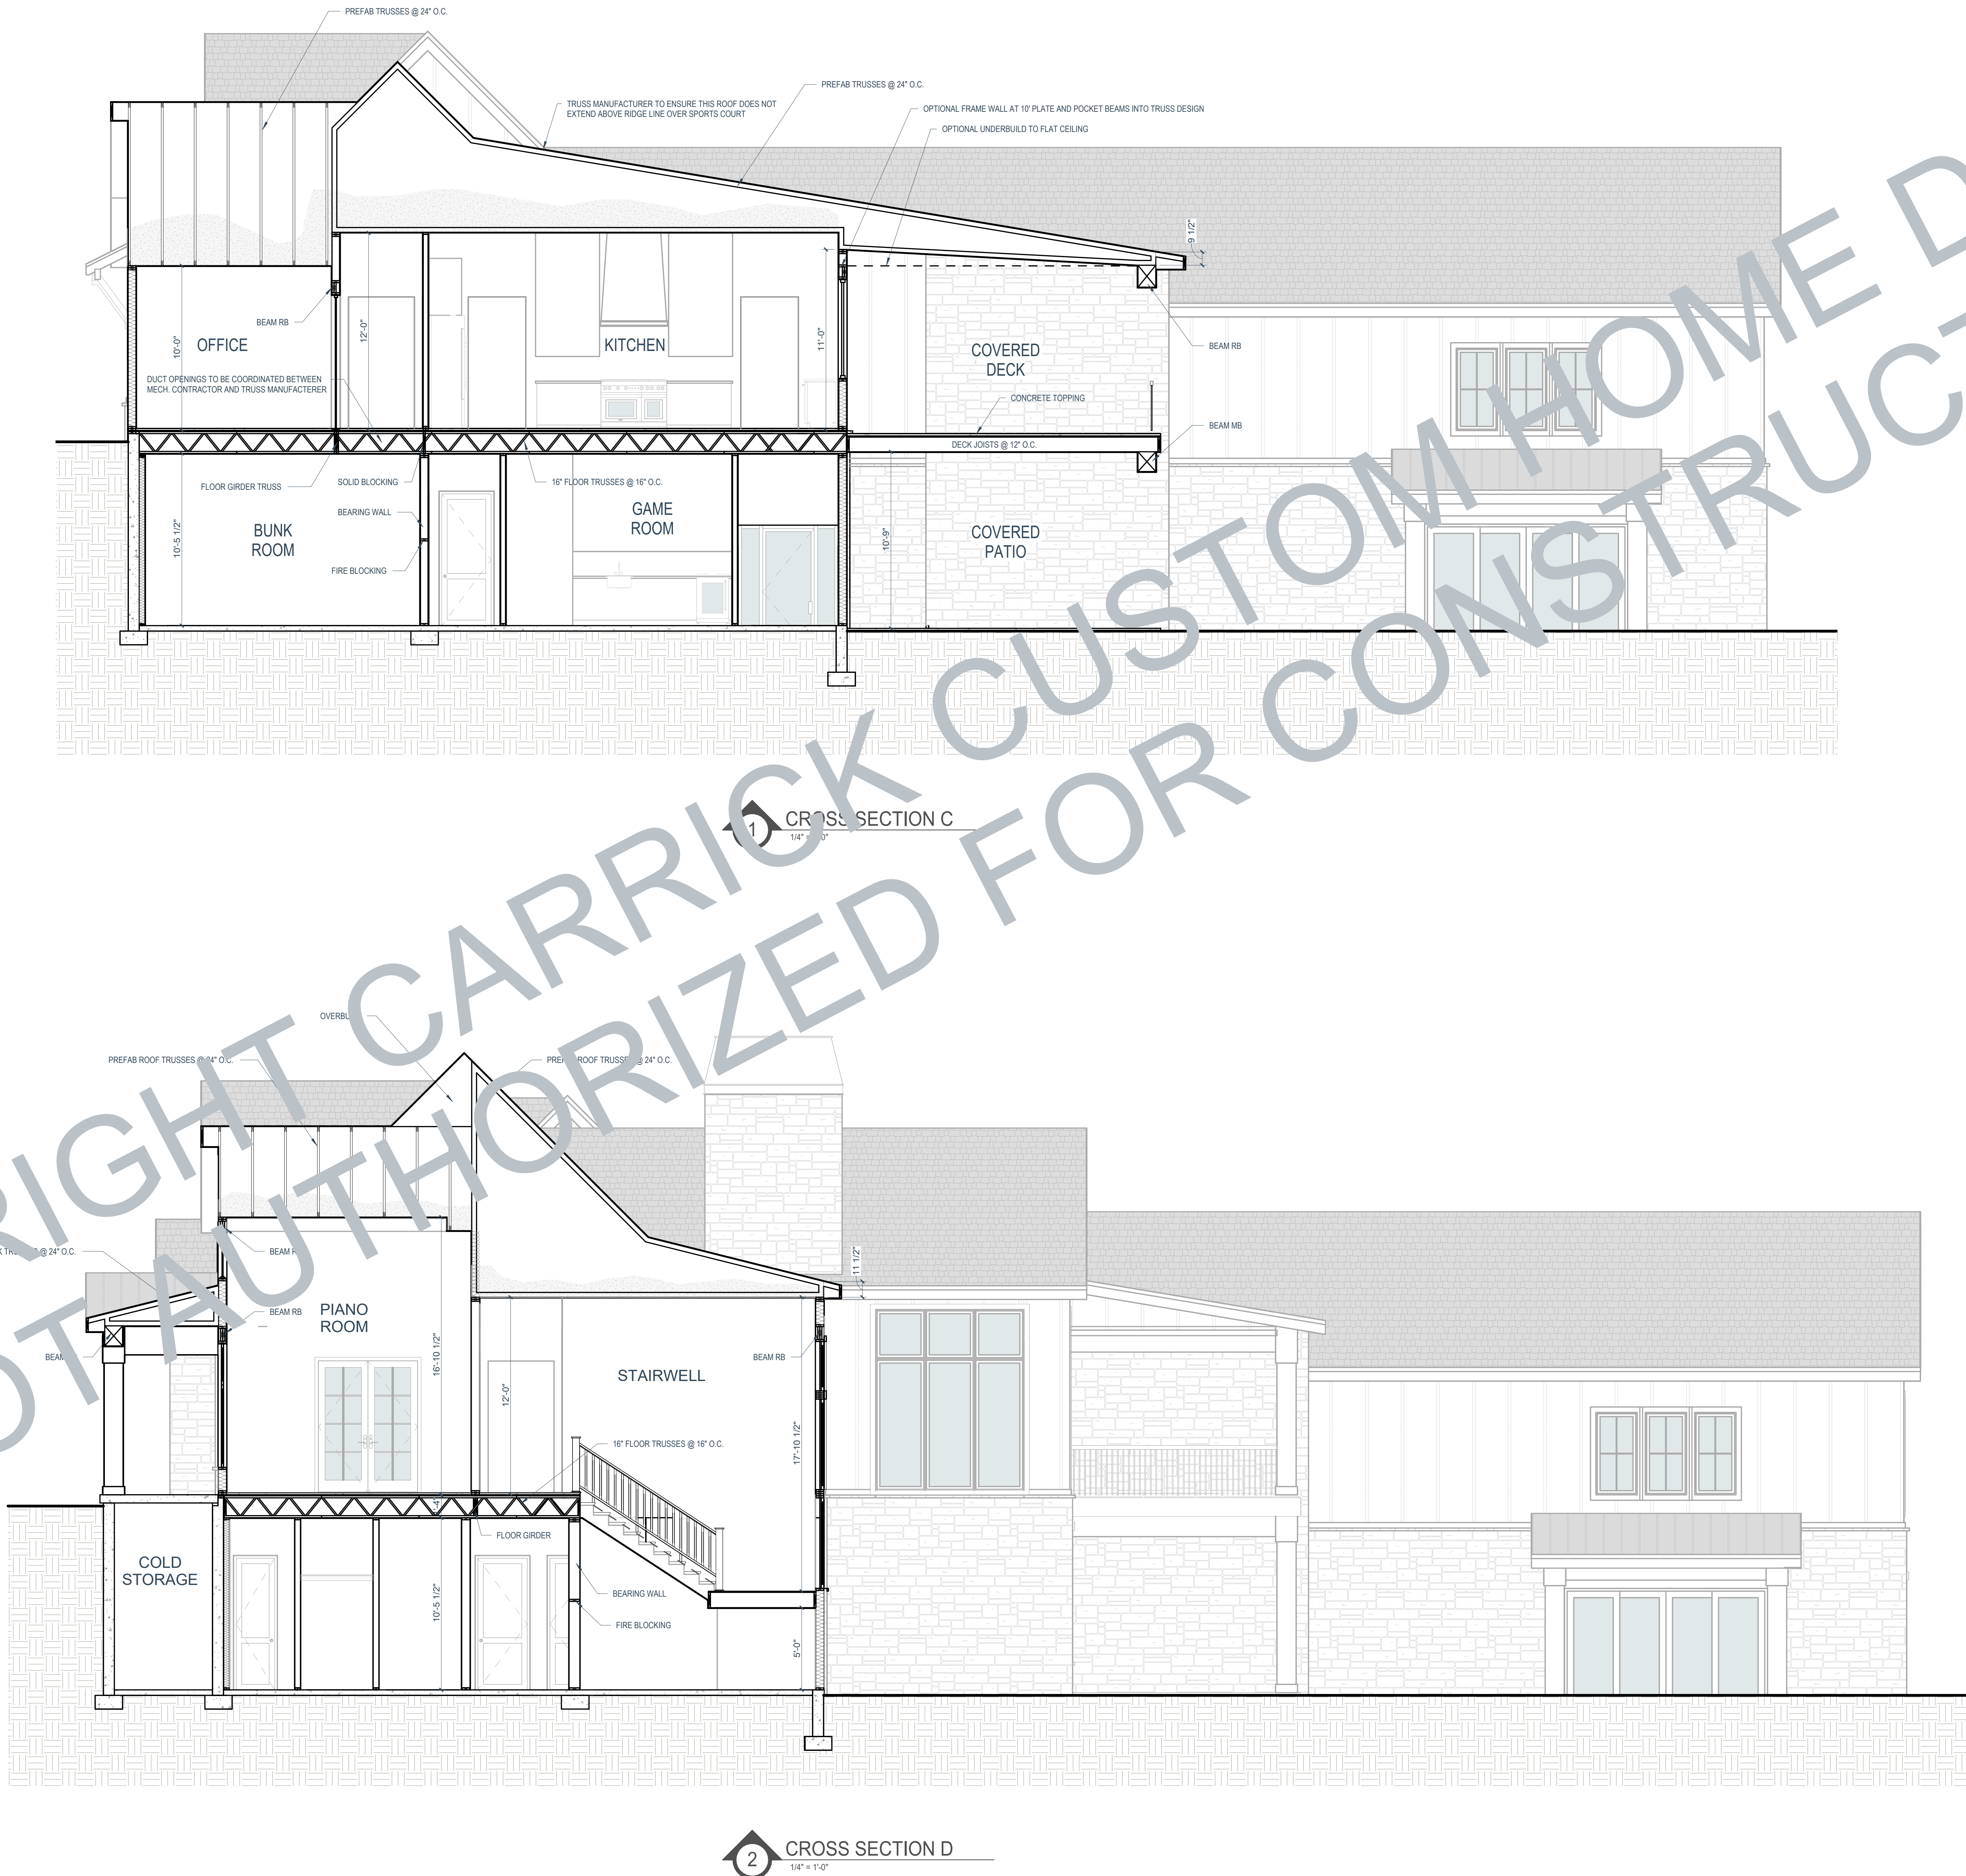 PREFAB TRUSSES @ 24" O.C.
PREFAB TRUSSES @ 24" O.C.
TRUSS MANUFACTURER TO ENSURE THIS ROOF DOES NOT
EXTEND ABOVE RIDGE LINE OVER SPORTS COURT
OPTIONAL FRAME WALL AT 10' PLATE AND POCKET BEAMS INTO TRUSS DESIGN
OPTIONAL UNDERBUILD TO FLAT CEILING
9 1/2"
BEAM RB
12'-0"
10'-0"
OFFICE
KITCHEN
11'-0"
COVERED
DECK
BEAM RB
DUCT OPENINGS TO BE COORDINATED BETWEEN
MECH. CONTRACTOR AND TRUSS MANUFACTERER
CONCRETE TOPPING
BEAM MB
DECK JOISTS @ 12" O.C.
FLOOR GIRDER TRUSS
SOLID BLOCKING
16" FLOOR TRUSSES @ 16" O.C.
BEARING WALL
GAME
ROOM
10'-5 1/2"
BUNK
ROOM
10'-9"
COVERED
PATIO
FIRE BLOCKING
1
CROSS SECTION C
1/4" =
RIGHT CARRICK CUSTOM HOME D
OT AUTHORIZED FOR CONSTRUCT
PREFAB ROOF TRUSSES @ 24" O.C.
ROOF @ 24" O.C.
11 1/2"
@ 24" O.C.
BEAM
BEAM RB
PIANO
ROOM
16'-10 1/2"
12'-0"
STAIRWELL
BEAM RB
17'-10 1/2"
16" FLOOR TRUSSES @ 16" O.C.
FLOOR GIRDER
COLD
STORAGE
10'-5 1/2"
BEARING WALL
FIRE BLOCKING
5'-0"
2
CROSS SECTION D
1/4" = 1'-0"